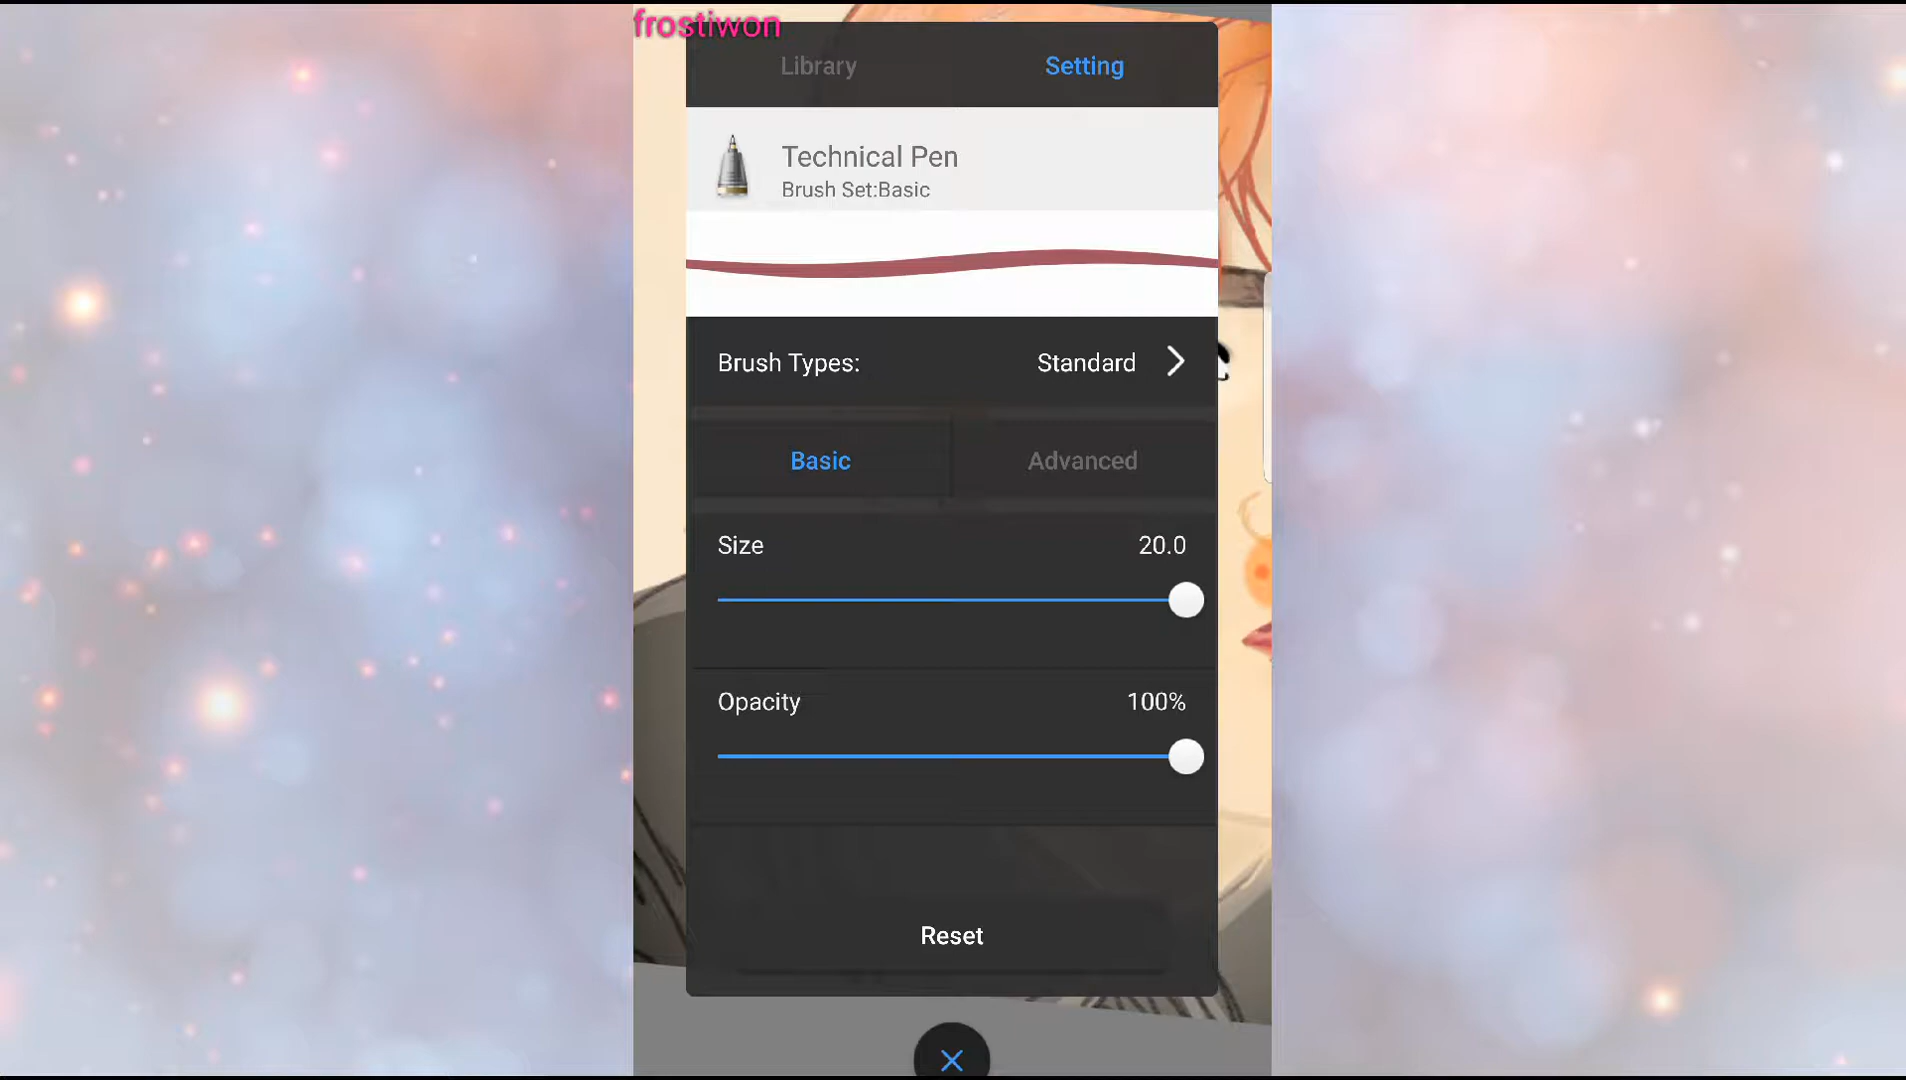 frostiwon
Library Setting
Technical Pen
Brush Set:Basic
Brush Types: Standard
Basic Advanced
Size 20.0
Opacity 100%
Reset